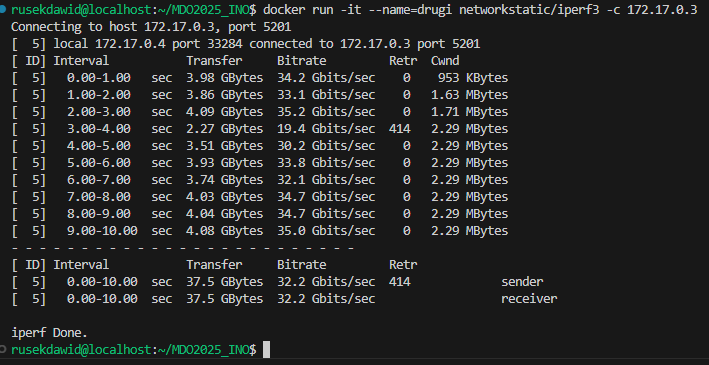 rusekdawid@localhost:~/MDO2025_INO$ docker run -it --name=drugi networkstatic/iperf3 -c 172.17.0.3
Connecting to host 172.17.0.3, port 5201
[  5] local 172.17.0.4 port 33284 connected to 172.17.0.3 port 5201
[ ID] Interval           Transfer     Bitrate         Retr  Cwnd
[  5]   0.00-1.00   sec  3.98 GBytes  34.2 Gbits/sec    0    953 KBytes
[  5]   1.00-2.00   sec  3.86 GBytes  33.1 Gbits/sec    0   1.63 MBytes
[  5]   2.00-3.00   sec  4.09 GBytes  35.2 Gbits/sec    0   1.71 MBytes
[  5]   3.00-4.00   sec  2.27 GBytes  19.4 Gbits/sec  414   2.29 MBytes
[  5]   4.00-5.00   sec  3.51 GBytes  30.2 Gbits/sec    0   2.29 MBytes
[  5]   5.00-6.00   sec  3.93 GBytes  33.8 Gbits/sec    0   2.29 MBytes
[  5]   6.00-7.00   sec  3.74 GBytes  32.1 Gbits/sec    0   2.29 MBytes
[  5]   7.00-8.00   sec  4.03 GBytes  34.7 Gbits/sec    0   2.29 MBytes
[  5]   8.00-9.00   sec  4.04 GBytes  34.7 Gbits/sec    0   2.29 MBytes
[  5]   9.00-10.00  sec  4.08 GBytes  35.0 Gbits/sec    0   2.29 MBytes
- - - - - - - - - - - - - - - - - - - - - - - - -
[ ID] Interval           Transfer     Bitrate         Retr
[  5]   0.00-10.00  sec  37.5 GBytes  32.2 Gbits/sec  414             sender
[  5]   0.00-10.00  sec  37.5 GBytes  32.2 Gbits/sec                  receiver
iperf Done.
rusekdawid@localhost:~/MDO2025_INO$